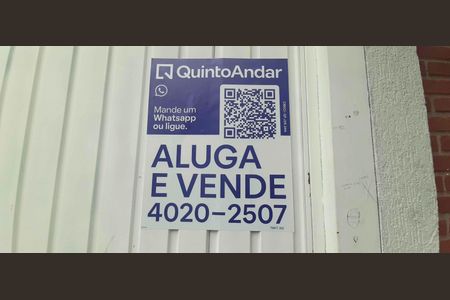 QuintoAndar
Mande um
Whatsapp
ou ligue.
ALUGA
E VENDE
4020-2507